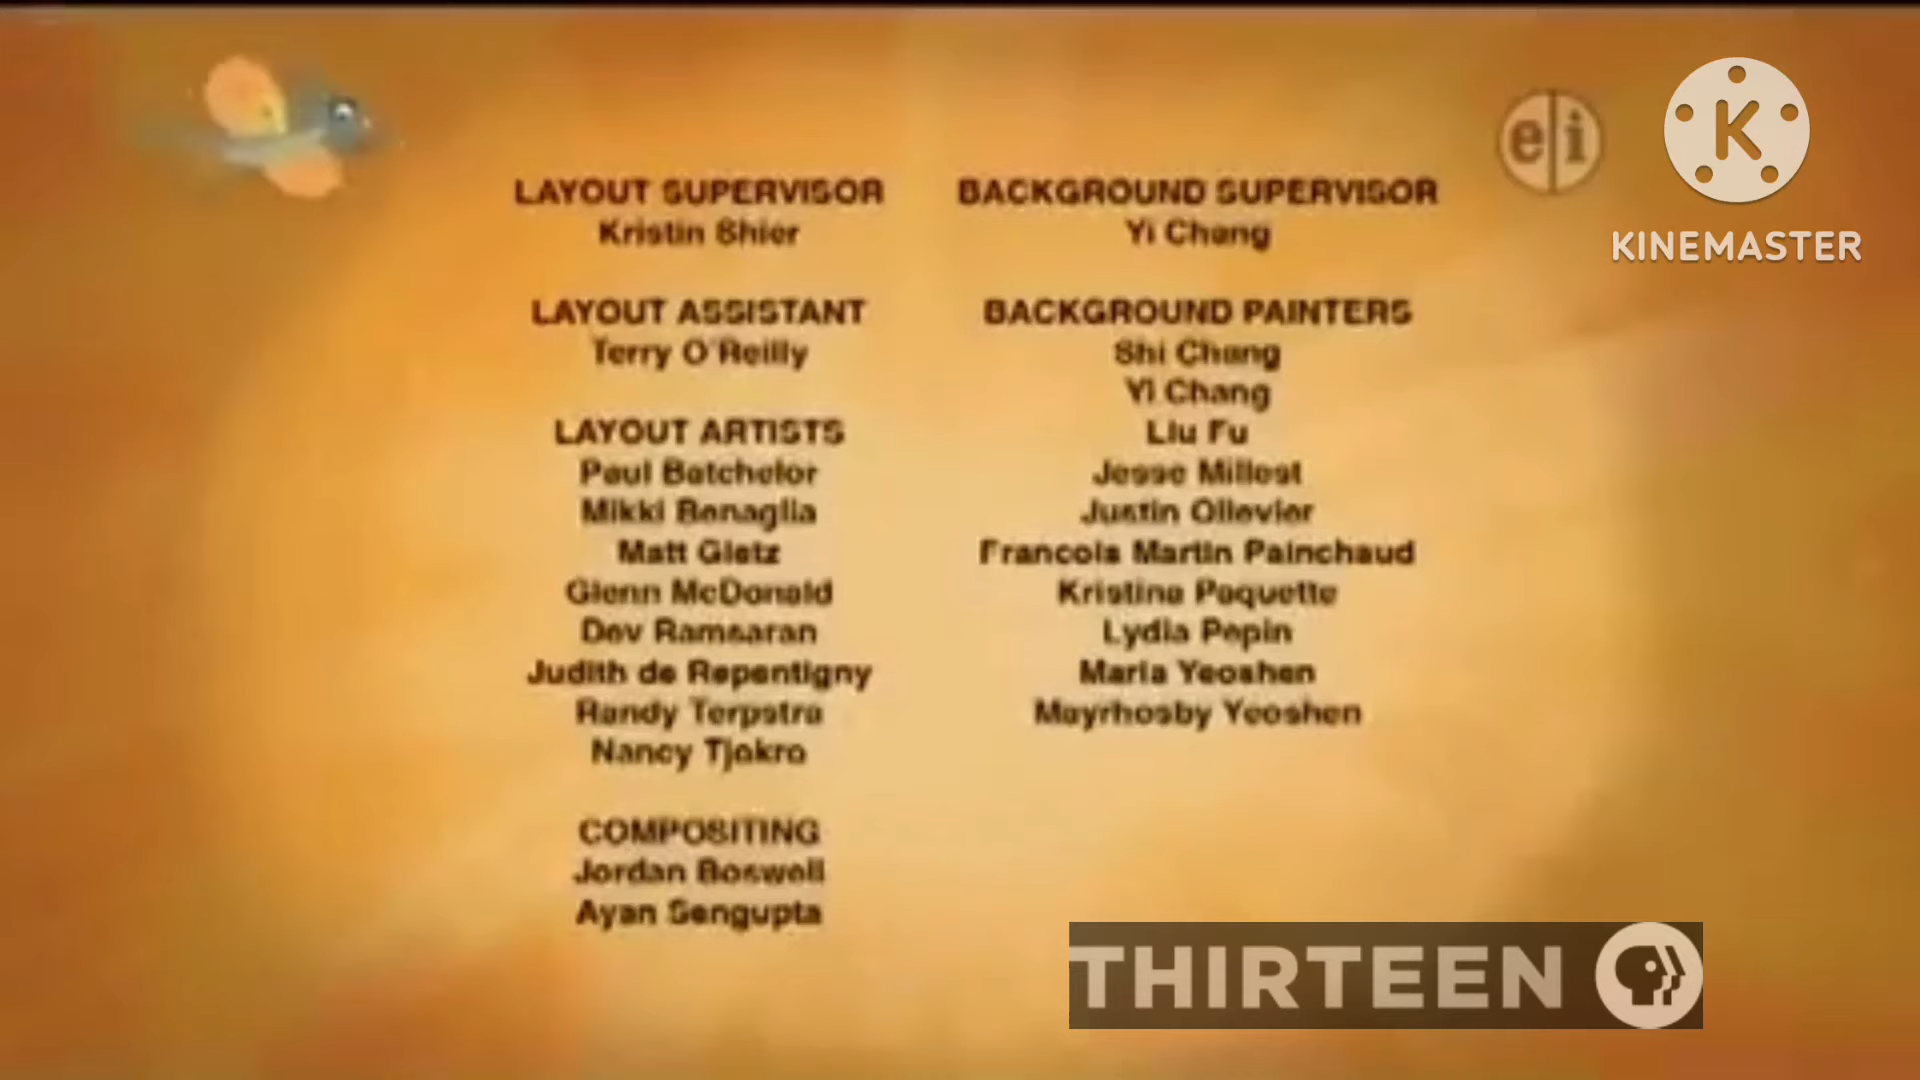 LAYOUT SUPERVISOR
Kristin Shier
LAYOUT ASSISTANT
Terry O'Reilly
LAYOUT ARTISTS
Paul Batchelor
Mikki Benaglia
Matt Gietz
Glenn McDonald
Dev Ramsaran
Judith de Repentigny
Randy Terpstra
Nancy Tjokro
COMPOSITING
Jordan Boswell
Ayan Sengupta
BACKGROUND SUPERVISOR
Yi Chang
BACKGROUND PAINTERS
Shi Chang
Yi Chang
Liu Fu
Jesse Millest
Justin Ollevier
Francois Martin Painchaud
Kristina Paquette
Lydia Pepin
Maria Yeoshen
Mayrhosby Yeoshen
e|i
K
KINEMASTER
THIRTEEN